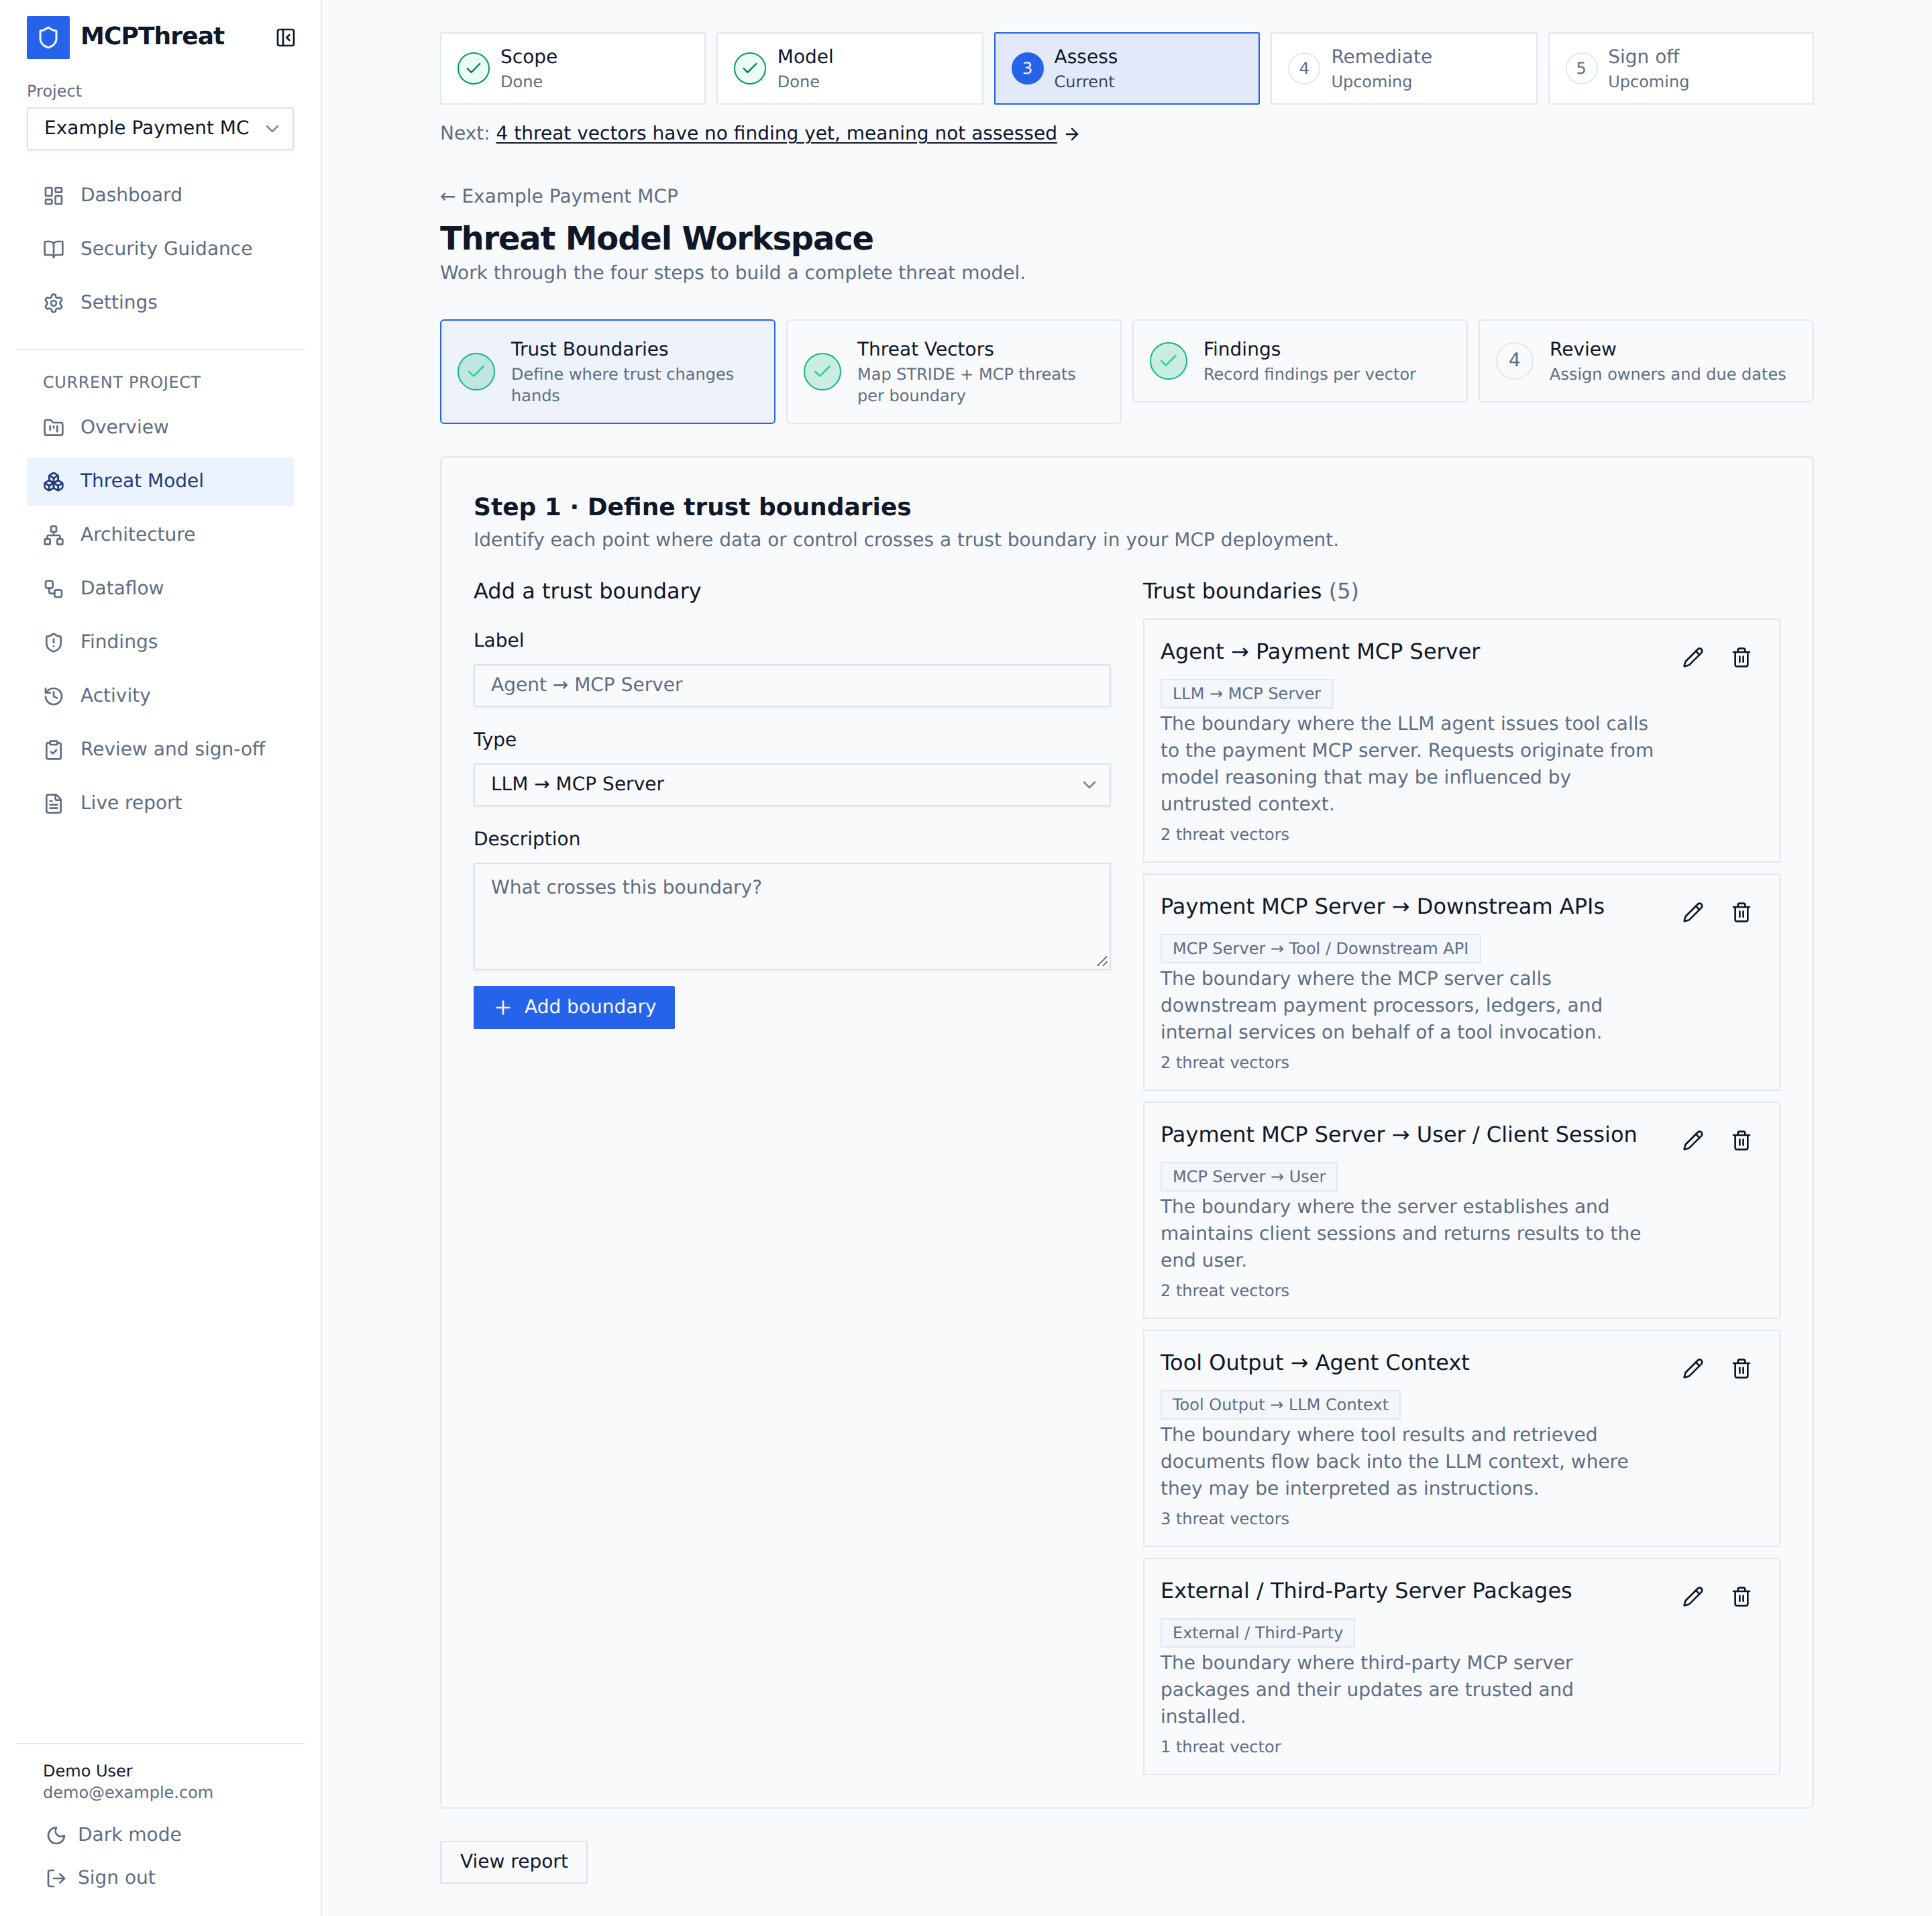 MCPThreat
Project
Example Payment MC
Dashboard
Security Guidance
Settings
CURRENT PROJECT
Overview
Threat Model
Architecture
Dataflow
Findings
Activity
Review and sign-off
Live report
Demo User
demo@example.com
Dark mode
Sign out
Scope
Done
Model
Done
3
Assess
Current
4
Remediate
Upcoming
5
Sign off
Upcoming
Next: 4 threat vectors have no finding yet, meaning not assessed →
← Example Payment MCP
Threat Model Workspace
Work through the four steps to build a complete threat model.
Trust Boundaries
Define where trust changes
hands
Threat Vectors
Map STRIDE + MCP threats
per boundary
Findings
Record findings per vector
4
Review
Assign owners and due dates
Step 1 · Define trust boundaries
Identify each point where data or control crosses a trust boundary in your MCP deployment.
Add a trust boundary
Label
Agent → MCP Server
Type
LLM → MCP Server
Description
What crosses this boundary?
Add boundary
Trust boundaries (5)
Agent → Payment MCP Server
LLM → MCP Server
The boundary where the LLM agent issues tool calls
to the payment MCP server. Requests originate from
model reasoning that may be influenced by
untrusted context.
2 threat vectors
Payment MCP Server → Downstream APIs
MCP Server → Tool / Downstream API
The boundary where the MCP server calls
downstream payment processors, ledgers, and
internal services on behalf of a tool invocation.
2 threat vectors
Payment MCP Server → User / Client Session
MCP Server → User
The boundary where the server establishes and
maintains client sessions and returns results to the
end user.
2 threat vectors
Tool Output → Agent Context
Tool Output → LLM Context
The boundary where tool results and retrieved
documents flow back into the LLM context, where
they may be interpreted as instructions.
3 threat vectors
External / Third-Party Server Packages
External / Third-Party
The boundary where third-party MCP server
packages and their updates are trusted and
installed.
1 threat vector
View report